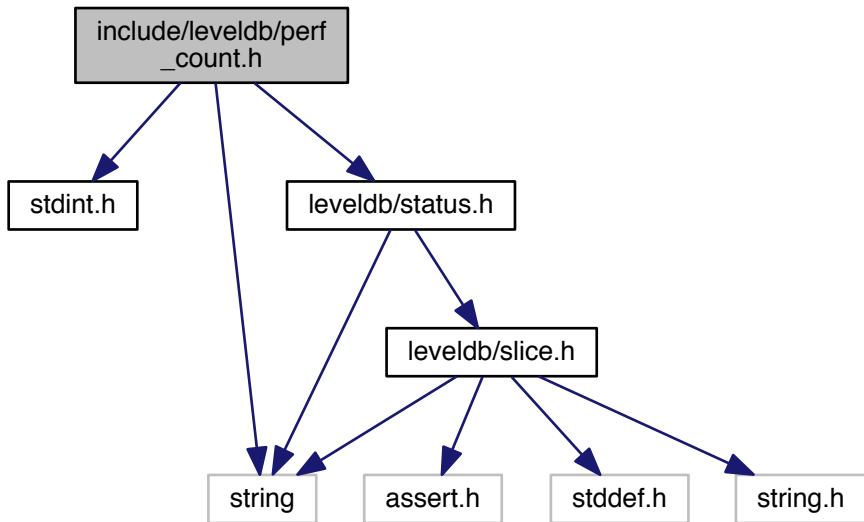 include/leveldb/perf
_count.h
stdint.h
leveldb/status.h
leveldb/slice.h
string
assert.h
stddef.h
string.h